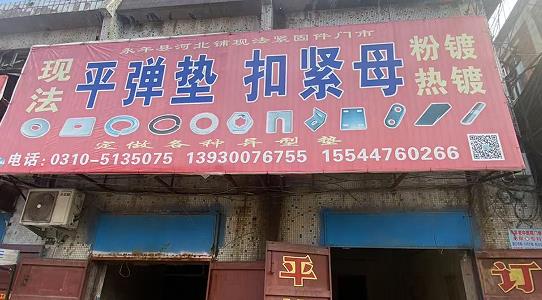 永年县河北铺现法紧固件门市
现法
平弹垫 扣紧母
粉镀
热镀
定做各种异型垫
电话:0310-5135075 13930076755 15544760266
平
订